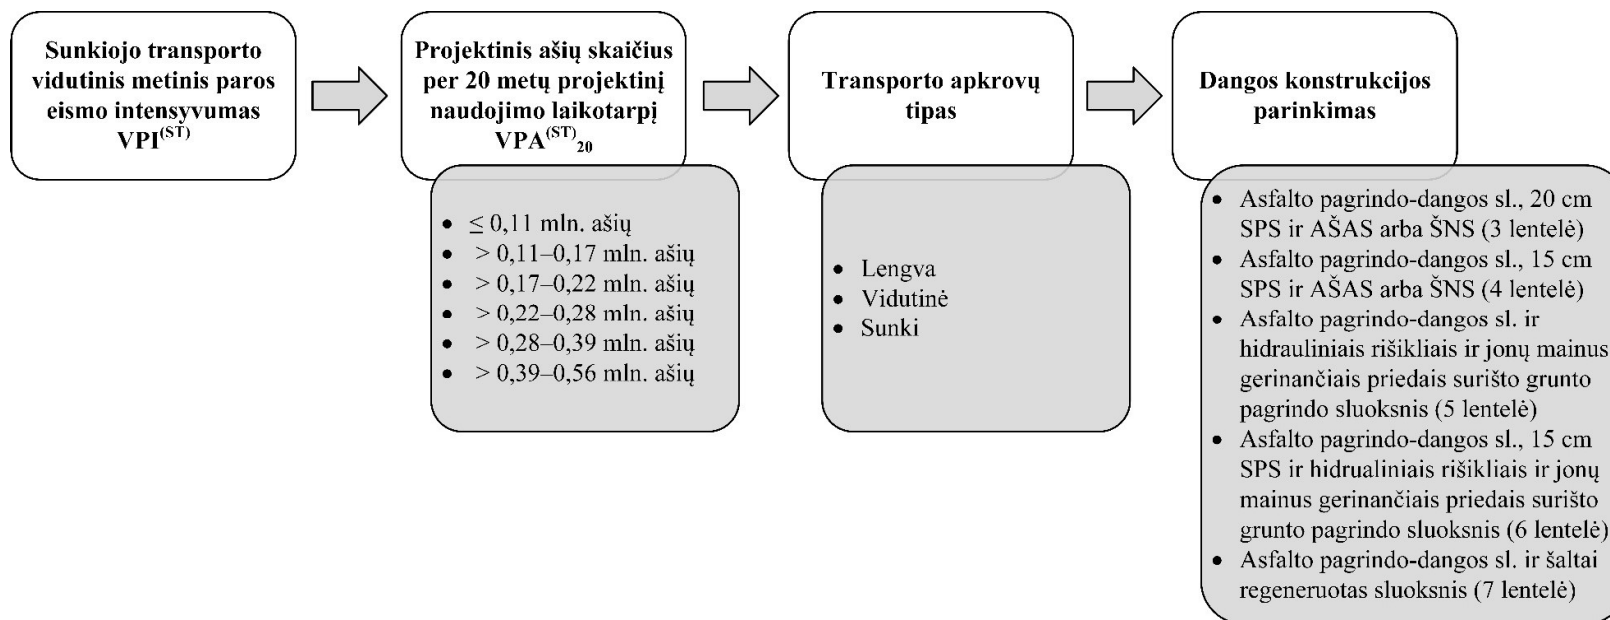 Sunkiojo transporto
vidutinis metinis paros
eismo intensyvumas
VPI(ST)
Projektinis ašių skaičius
per 20 metų projektinį
naudojimo laikotarpį
VPA(ST)20
• ≤ 0,11 mln. ašių
• > 0,11–0,17 mln. ašių
• > 0,17–0,22 mln. ašių
• > 0,22–0,28 mln. ašių
• > 0,28–0,39 mln. ašių
• > 0,39–0,56 mln. ašių
Transporto apkrovų
tipas
• Lengva
• Vidutinė
• Sunki
Dangos konstrukcijos
parinkimas
• Asfalto pagrindo-dangos sl., 20 cm
SPS ir AŠAS arba ŠNS (3 lentelė)
• Asfalto pagrindo-dangos sl., 15 cm
SPS ir AŠAS arba ŠNS (4 lentelė)
• Asfalto pagrindo-dangos sl. ir
hidrauliniais rišikliais ir jonų mainus
gerinančiais priedais surišto grunto
pagrindo sluoksnis (5 lentelė)
• Asfalto pagrindo-dangos sl., 15 cm
SPS ir hidrualiniais rišikliais ir jonų
mainus gerinančiais priedais surišto
grunto pagrindo sluoksnis (6 lentelė)
• Asfalto pagrindo-dangos sl. ir šaltai
regeneruotas sluoksnis (7 lentelė)